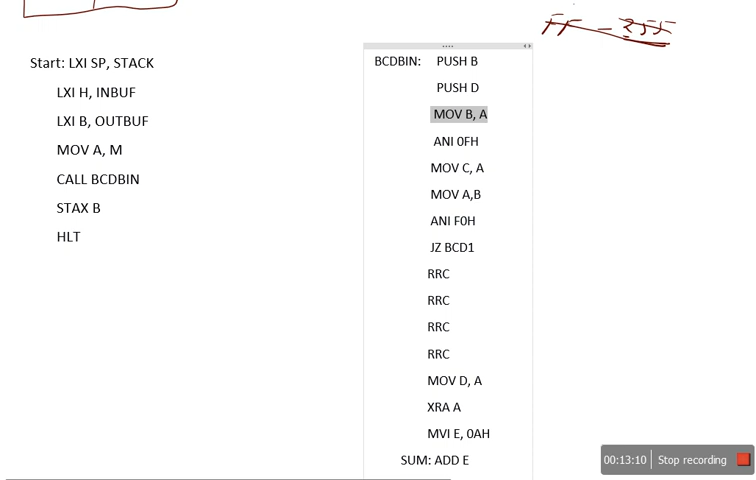 FF - 255
Start: LXI SP, STACK
LXI H, INBUF
LXI B, OUTBUF
MOV A, M
CALL BCDBIN
STAX B
HLT
BCDBIN: PUSH B
PUSH D
MOV B, A
ANI 0FH
MOV C, A
MOV A,B
ANI F0H
JZ BCD1
RRC
RRC
RRC
RRC
MOV D, A
XRA A
MVI E, 0AH
SUM: ADD E
00:13:10 Stop recording